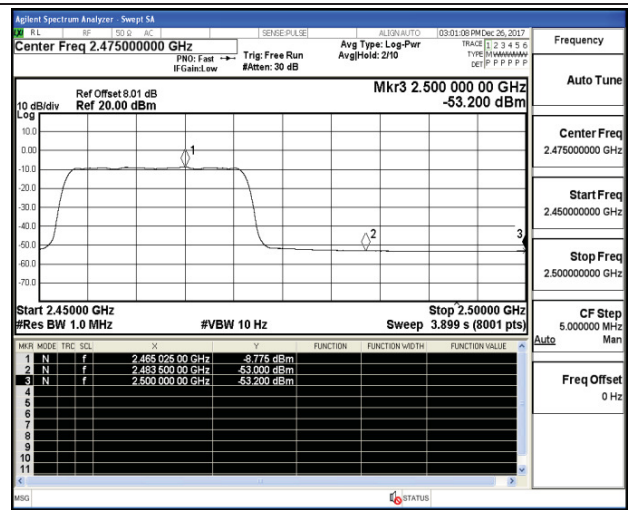 Agilent Spectrum Analyzer - Swept SA
RL RF 50 Ω AC SENSE:PULSE ALIGN AUTO 03:01:08 PM Dec 26, 2017
Center Freq 2.475000000 GHz
PNO: Fast
IFGain:Low
Trig: Free Run
#Atten: 30 dB
Avg Type: Log-Pwr
Avg|Hold: 2/10
TRACE 1 2 3 4 5 6
TYPE M W W W W W
DET P P P P P P
Ref Offset 8.01 dB
10 dB/div Ref 20.00 dBm
Log
Mkr3 2.500 000 00 GHz
-53.200 dBm
10.0
0.00
-10.0
-20.0
-30.0
-40.0
-50.0
-60.0
-70.0
1
2
3
Start 2.45000 GHz Stop 2.50000 GHz
#Res BW 1.0 MHz #VBW 10 Hz Sweep 3.899 s (8001 pts)
MKR MODE TRC SCL X Y FUNCTION FUNCTION WIDTH FUNCTION VALUE
1 N f 2.465 025 00 GHz -8.775 dBm
2 N f 2.483 500 00 GHz -53.000 dBm
3 N f 2.500 000 00 GHz -53.200 dBm
4
5
6
7
8
9
10
11
MSG STATUS
Frequency
Auto Tune
Center Freq
2.475000000 GHz
Start Freq
2.450000000 GHz
Stop Freq
2.500000000 GHz
CF Step
5.000000 MHz
Auto Man
Freq Offset
0 Hz